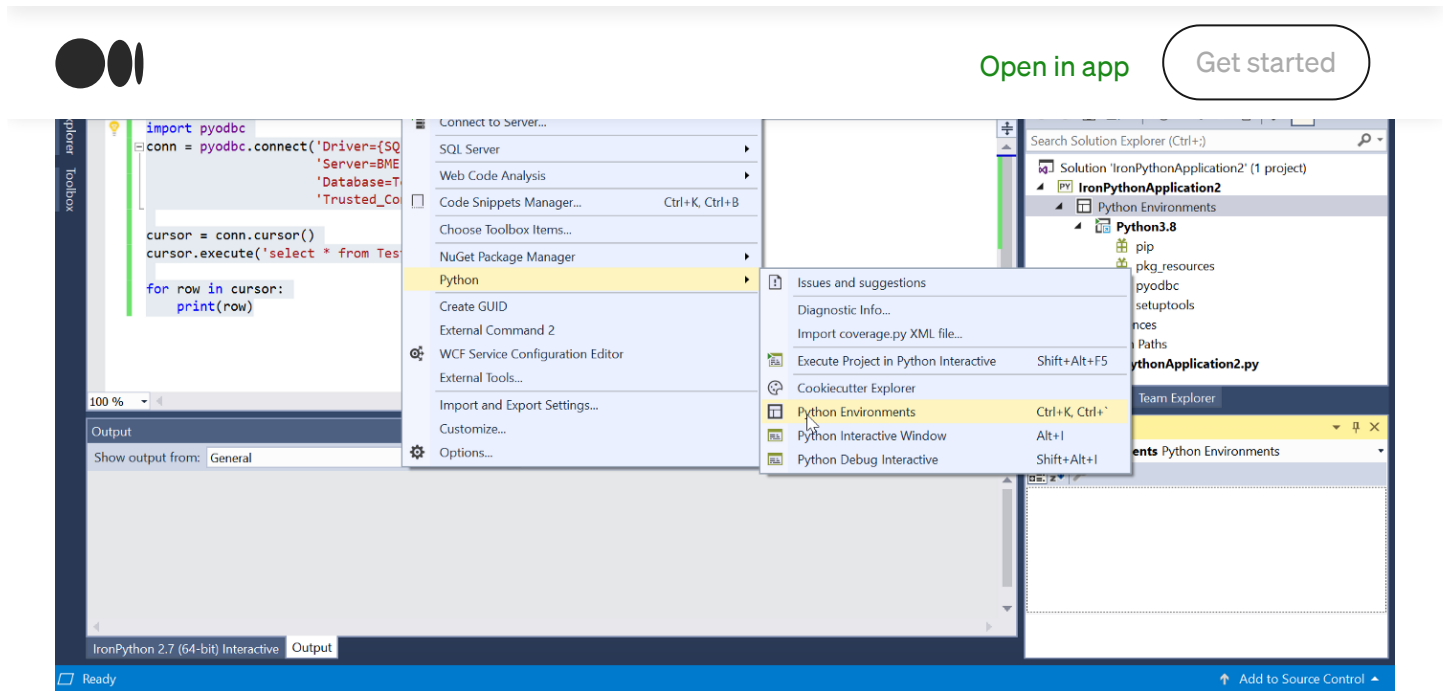 Open in app
Get started
plorer
Toolbox
import pyodbc
conn = pyodbc.connect('Driver={SQ
'Server=BME
'Database=T
'Trusted_Co
cursor = conn.cursor()
cursor.execute('select * from Tes
for row in cursor:
print(row)
100 %
Connect to Server...
SQL Server
Web Code Analysis
Code Snippets Manager... Ctrl+K, Ctrl+B
Choose Toolbox Items...
NuGet Package Manager
Python
Create GUID
External Command 2
WCF Service Configuration Editor
External Tools...
Import and Export Settings...
Customize...
Options...
Issues and suggestions
Diagnostic Info...
Import coverage.py XML file...
Execute Project in Python Interactive Shift+Alt+F5
Cookiecutter Explorer
Python Environments Ctrl+K, Ctrl+`
Python Interactive Window Alt+I
Python Debug Interactive Shift+Alt+I
Search Solution Explorer (Ctrl+;)
Solution 'IronPythonApplication2' (1 project)
PY IronPythonApplication2
Python Environments
Python3.8
pip
pkg_resources
pyodbc
setuptools
nces
Paths
ythonApplication2.py
Team Explorer
ents Python Environments
Output
Show output from: General
IronPython 2.7 (64-bit) Interactive
Output
Ready
Add to Source Control